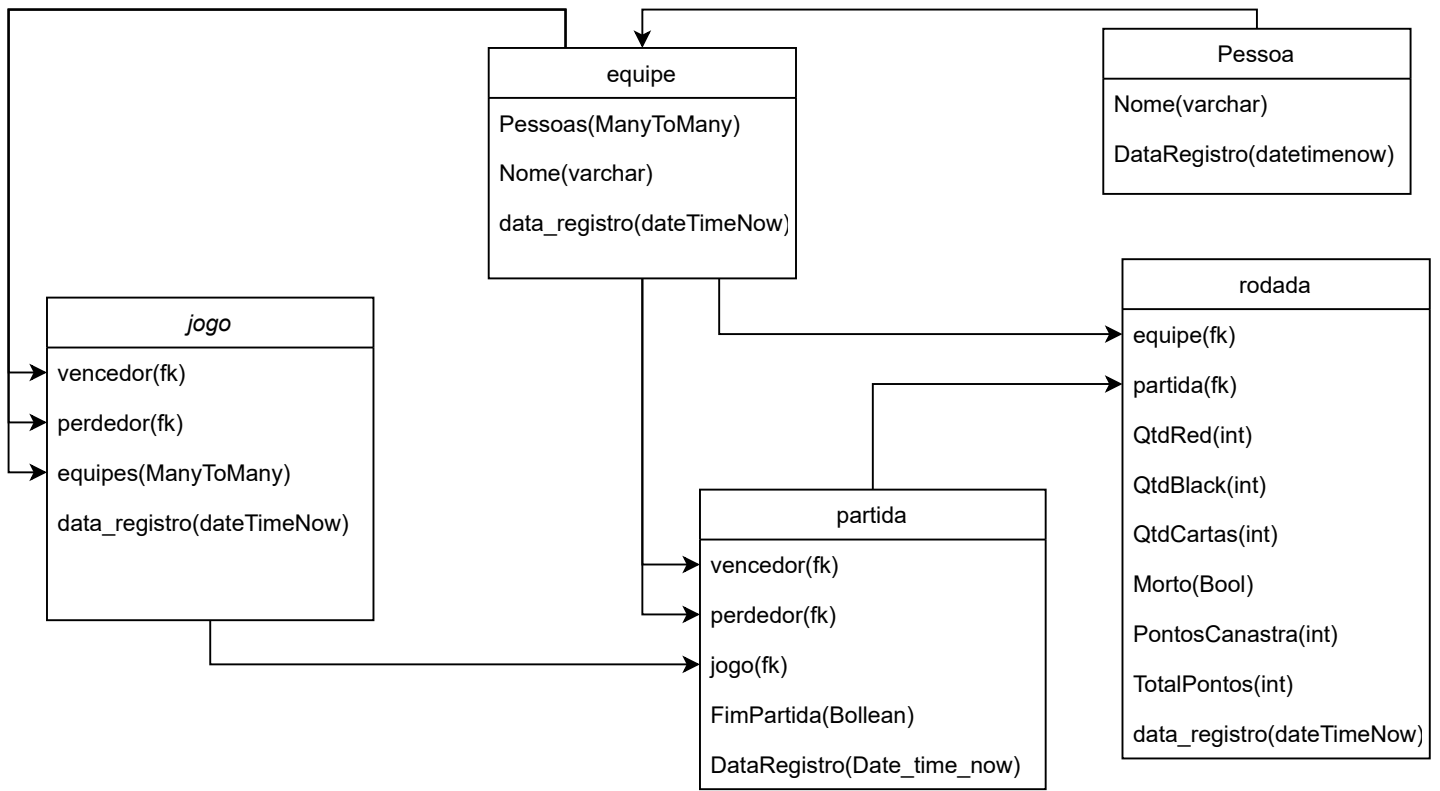 equipe
Pessoas(ManyToMany)
Nome(varchar)
data_registro(dateTimeNow)
Pessoa
Nome(varchar)
DataRegistro(datetimenow)
jogo
vencedor(fk)
perdedor(fk)
equipes(ManyToMany)
data_registro(dateTimeNow)
partida
vencedor(fk)
perdedor(fk)
jogo(fk)
FimPartida(Bollean)
DataRegistro(Date_time_now)
rodada
equipe(fk)
partida(fk)
QtdRed(int)
QtdBlack(int)
QtdCartas(int)
Morto(Bool)
PontosCanastra(int)
TotalPontos(int)
data_registro(dateTimeNow)